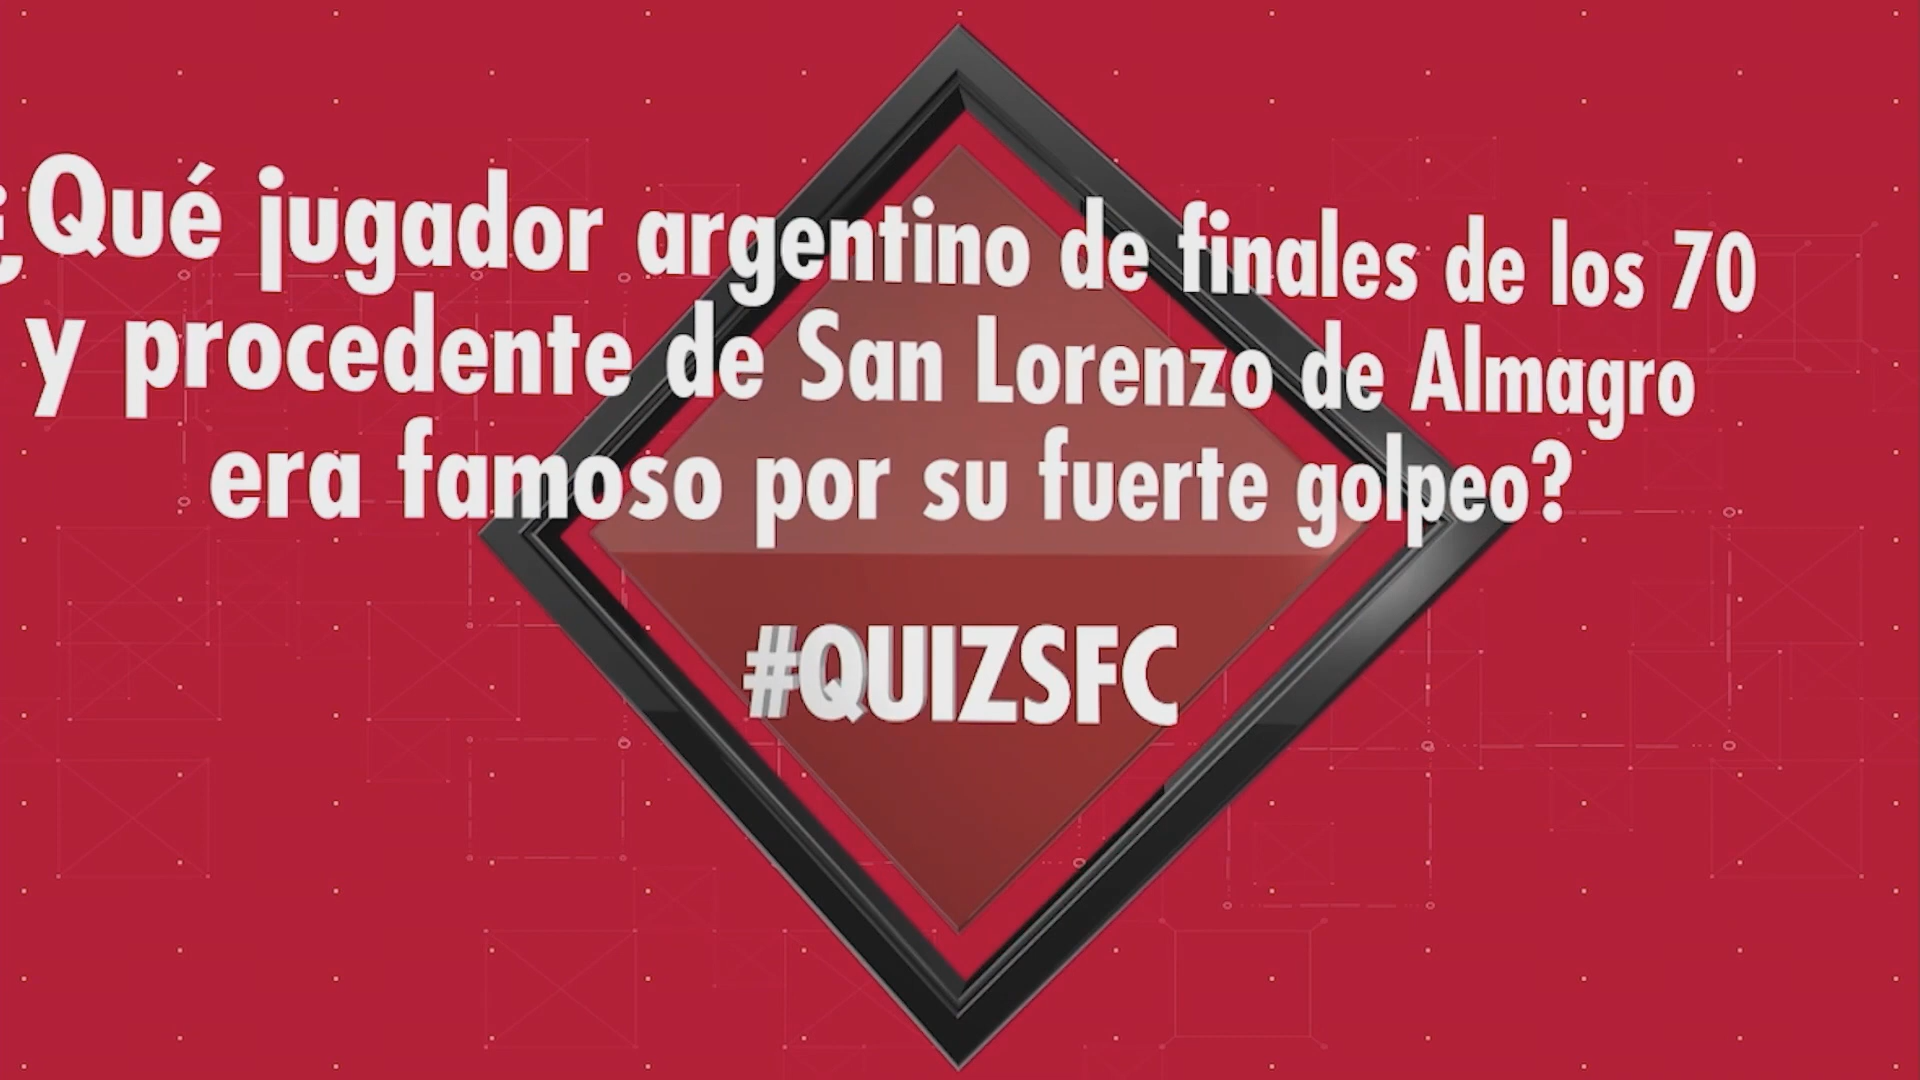 ¿Qué jugador argentino de finales de los 70
y procedente de San Lorenzo de Almagro
era famoso por su fuerte golpeo?
#QUIZSFC